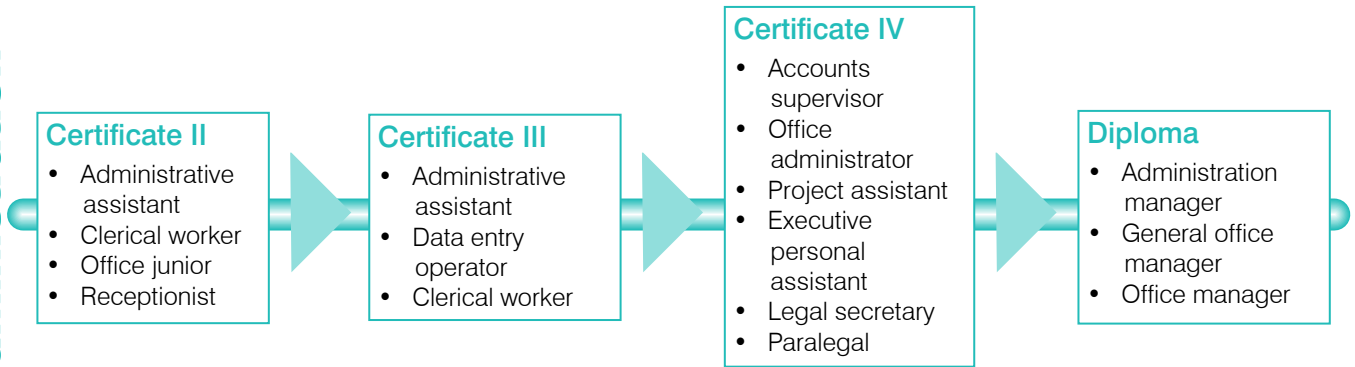 Certificate II
• Administrative
assistant
• Clerical worker
• Office junior
• Receptionist
Certificate III
• Administrative
assistant
• Data entry
operator
• Clerical worker
Certificate IV
• Accounts
supervisor
• Office
administrator
• Project assistant
• Executive
personal
assistant
• Legal secretary
• Paralegal
Diploma
• Administration
manager
• General office
manager
• Office manager